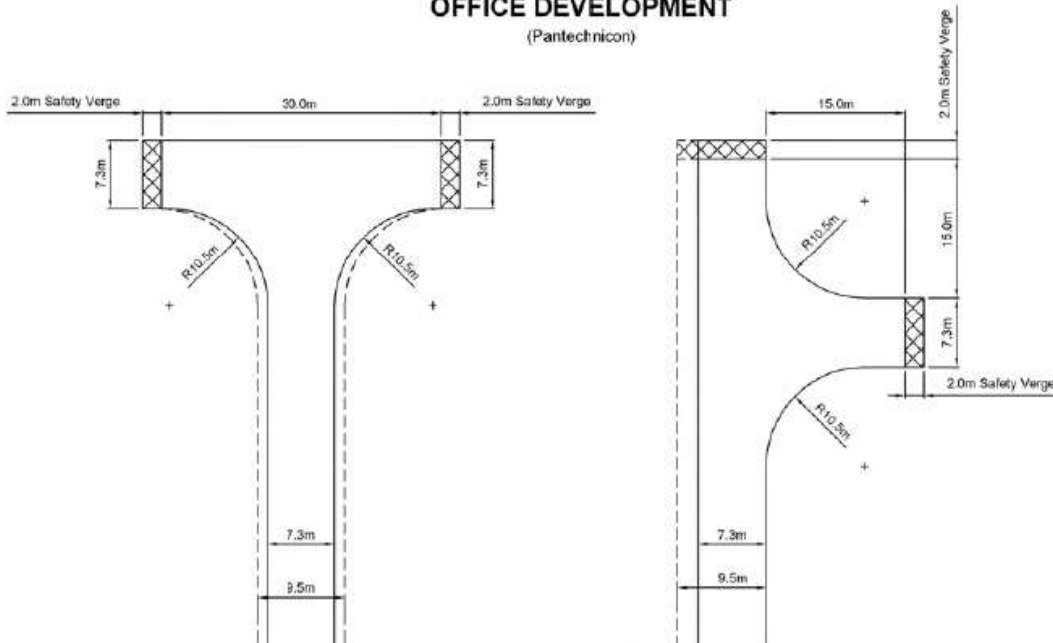 OFFICE DEVELOPMENT
(Pantechnicon)
2.0m Safety Verge
30.0m
2.0m Safety Verge
7.3m
7.3m
R10.5m
R10.5m
7.3m
9.5m
15.0m
2.0m Safety Verge
15.0m
R10.5m
7.3m
2.0m Safety Verge
R10.5m
7.3m
9.5m